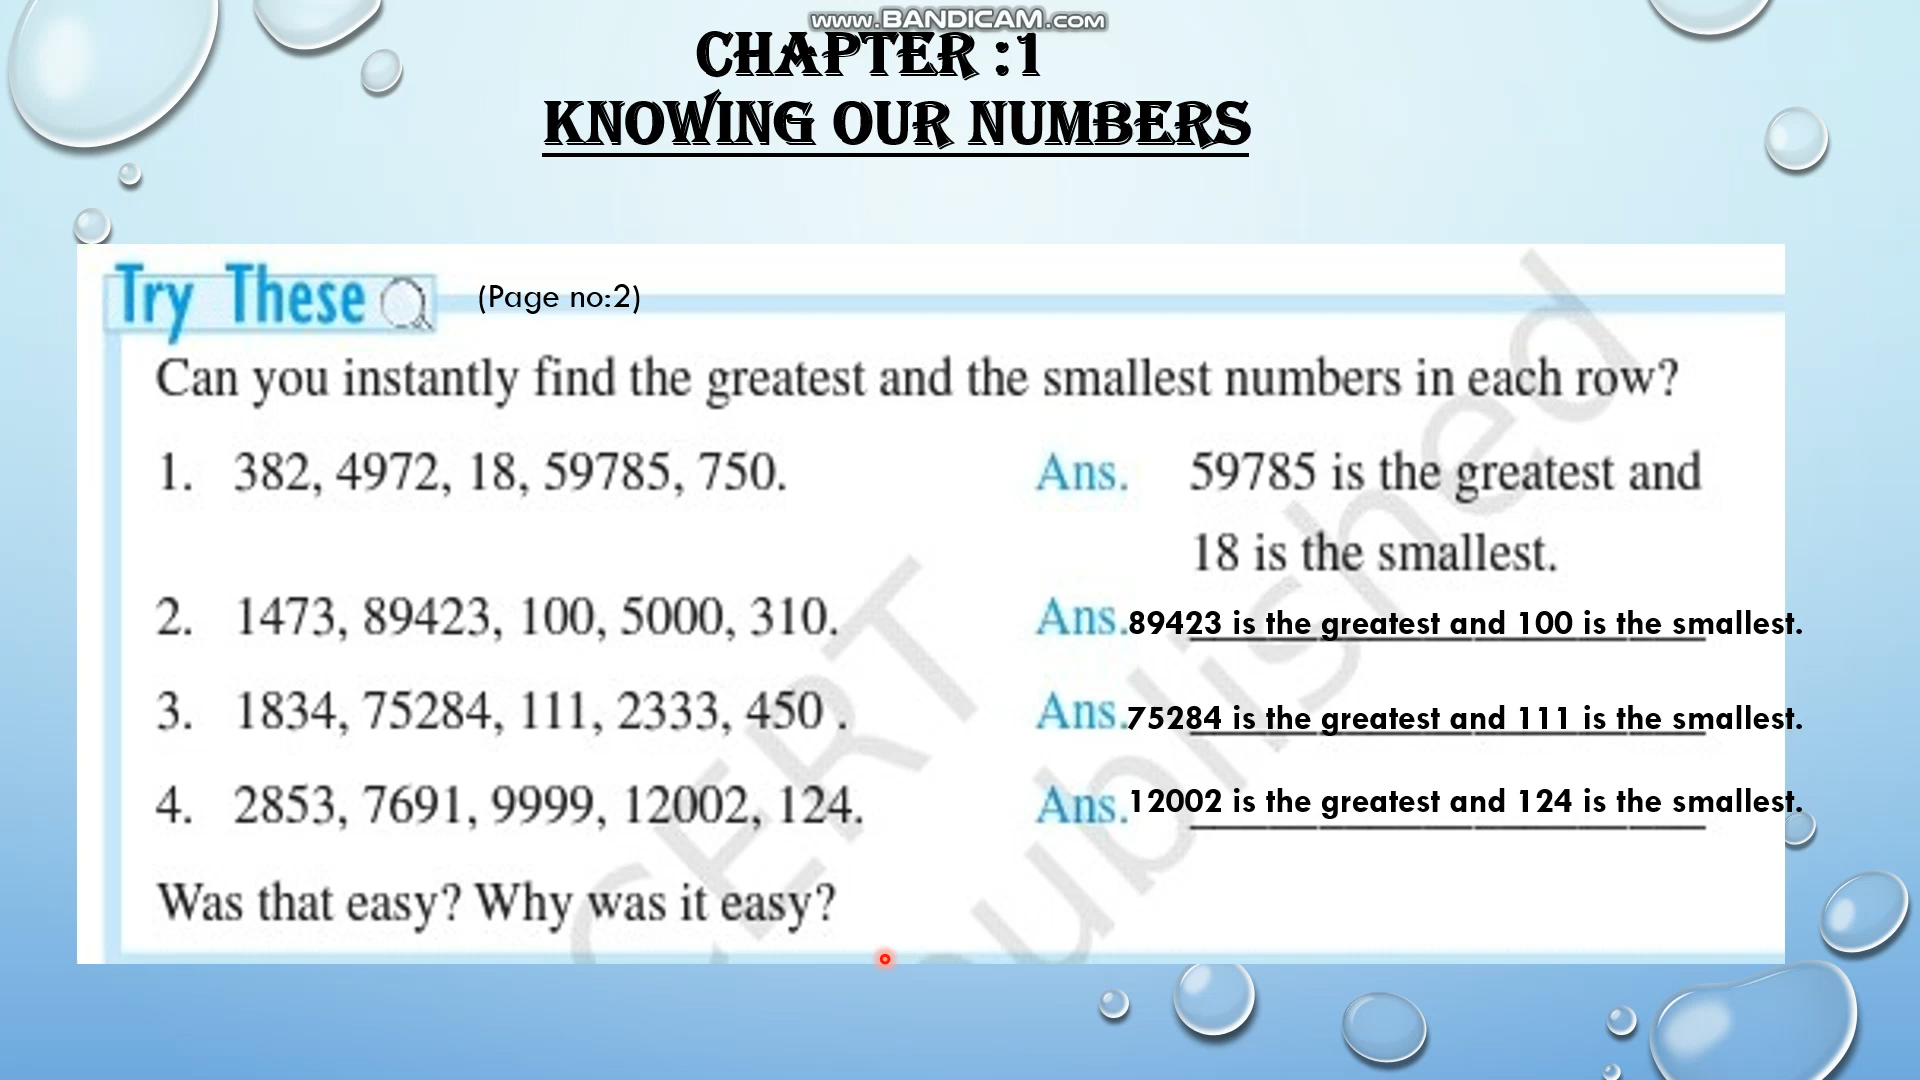 www.BANDICAM.com
CHAPTER :1
KNOWING OUR NUMBERS
Try These (Page no:2)
Can you instantly find the greatest and the smallest numbers in each row?
1. 382, 4972, 18, 59785, 750. Ans. 59785 is the greatest and
18 is the smallest.
2. 1473, 89423, 100, 5000, 310. Ans. 89423 is the greatest and 100 is the smallest.
3. 1834, 75284, 111, 2333, 450 . Ans. 75284 is the greatest and 111 is the smallest.
4. 2853, 7691, 9999, 12002, 124. Ans. 12002 is the greatest and 124 is the smallest.
Was that easy? Why was it easy?